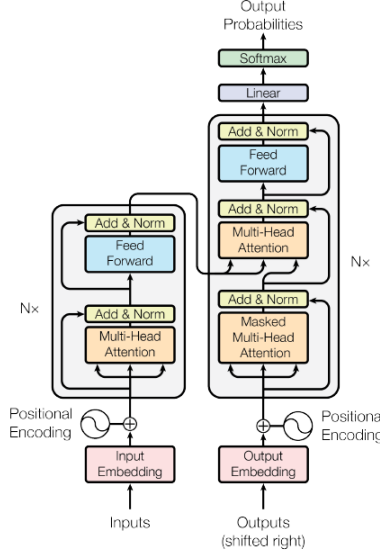 Output
Probabilities
Softmax
Linear
Add & Norm
Feed
Forward
Add & Norm
Multi-Head
Attention
Add & Norm
Masked
Multi-Head
Attention
Nx
Add & Norm
Feed
Forward
Add & Norm
Multi-Head
Attention
Nx
Positional
Encoding
Positional
Encoding
Input
Embedding
Output
Embedding
Inputs
Outputs
(shifted right)